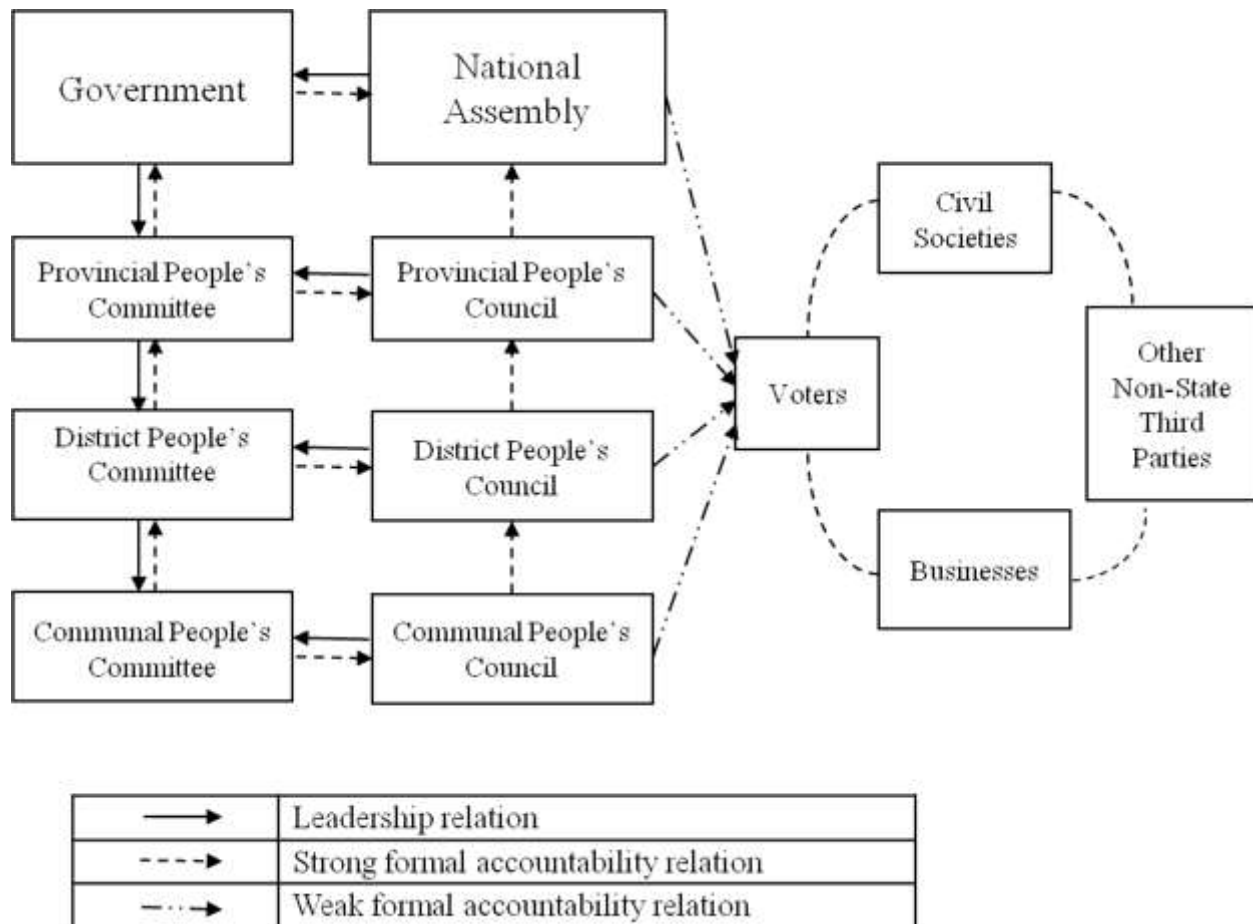 Government
National
Assembly
Provincial People`s
Committee
Provincial People`s
Council
District People`s
Committee
District People`s
Council
Communal People`s
Committee
Communal People`s
Council
Voters
Civil
Societies
Other
Non-State
Third
Parties
Businesses
Leadership relation
Strong formal accountability relation
Weak formal accountability relation